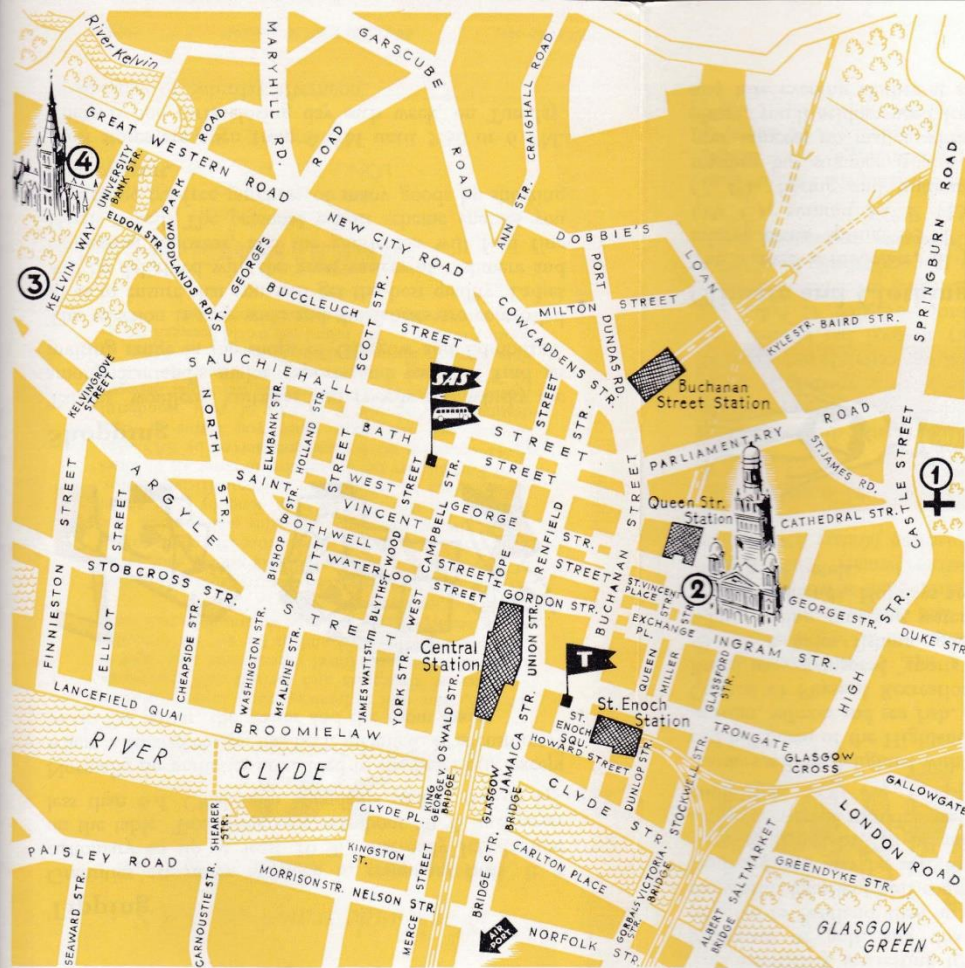 River Kelvin
MARYHILL RD.
GARSCUBE ROAD
CRAIGHALL ROAD
SPRINGBURN ROAD
GREAT WESTERN ROAD
4
UNIVERSITY
BANK STR.
PARK ROAD
ELDON STR.
WOODLANDS RD.
KELVIN WAY
3
ST. GEORGE'S ROAD
NEW CITY ROAD
ANN STR.
DOBBIE'S LOAN
PORT DUNDAS RD.
MILTON STREET
KYLE STR.
BAIRD STR.
BUCCLEUCH STREET
SCOTT STR.
COWCADDENS STR.
SAUCHIEHALL STREET
KELVINGROVE
STREET
SAS
Buchanan
Street Station
NORTH STR.
ELMBANK STR.
HOLLAND STR.
BATH STREET
PARLIAMENTARY ROAD
ST. JAMES RD.
CASTLE STREET
1
ARGYLE STREET
SAINT VINCENT STREET
WEST GEORGE STR.
Queen Str.
Station
CATHEDRAL STR.
BOTHWELL STREET
WATERLOO STREET
BISHOP STR.
PITT STREET
BLYTHSWOOD STREET
WEST CAMPBELL STR.
HOPE STREET
RENFIELD STR.
BUCHANAN STREET
2
FINNIESTON STREET
ELLIOT STREET
STOBCROSS STR.
CHEAPSIDE STR.
WASHINGTON STR.
McALPINE STR.
JAMES WATT ST.
YORK STR.
GORDON STR.
ST. VINCENT
PLACE
EXCHANGE
PL.
GEORGE STR.
DUKE STR.
INGRAM STR.
Central
Station
UNION STR.
T
QUEEN STR.
MILLER STR.
GLASSFORD
STR.
HIGH STR.
St. Enoch
Station
ST.
ENOCH
SQU.
HOWARD STREET
TRONGATE
GLASGOW
CROSS
GALLOWGATE
LANCEFIELD QUAI
BROOMIELAW
OSWALD STR.
JAMAICA STR.
RIVER CLYDE
KING
GEORGE V.
BRIDGE
GLASGOW
BRIDGE
CLYDE STR.
DUNLOP STR.
STOCKWELL STR.
LONDON ROAD
SHEARER
STR.
CLYDE PL.
KINGSTON
ST.
PAISLEY ROAD
MORRISON STR.
NELSON STR.
BRIDGE STR.
CARLTON PLACE
VICTORIA
BRIDGE
GORBALS
STR.
SALTMARKET
ALBERT
BRIDGE
GREENDYKE STR.
SEAWARD STR.
CARNOUSTIE STR.
MERCE STREET
AIR
PORT
NORFOLK STR.
GLASGOW
GREEN